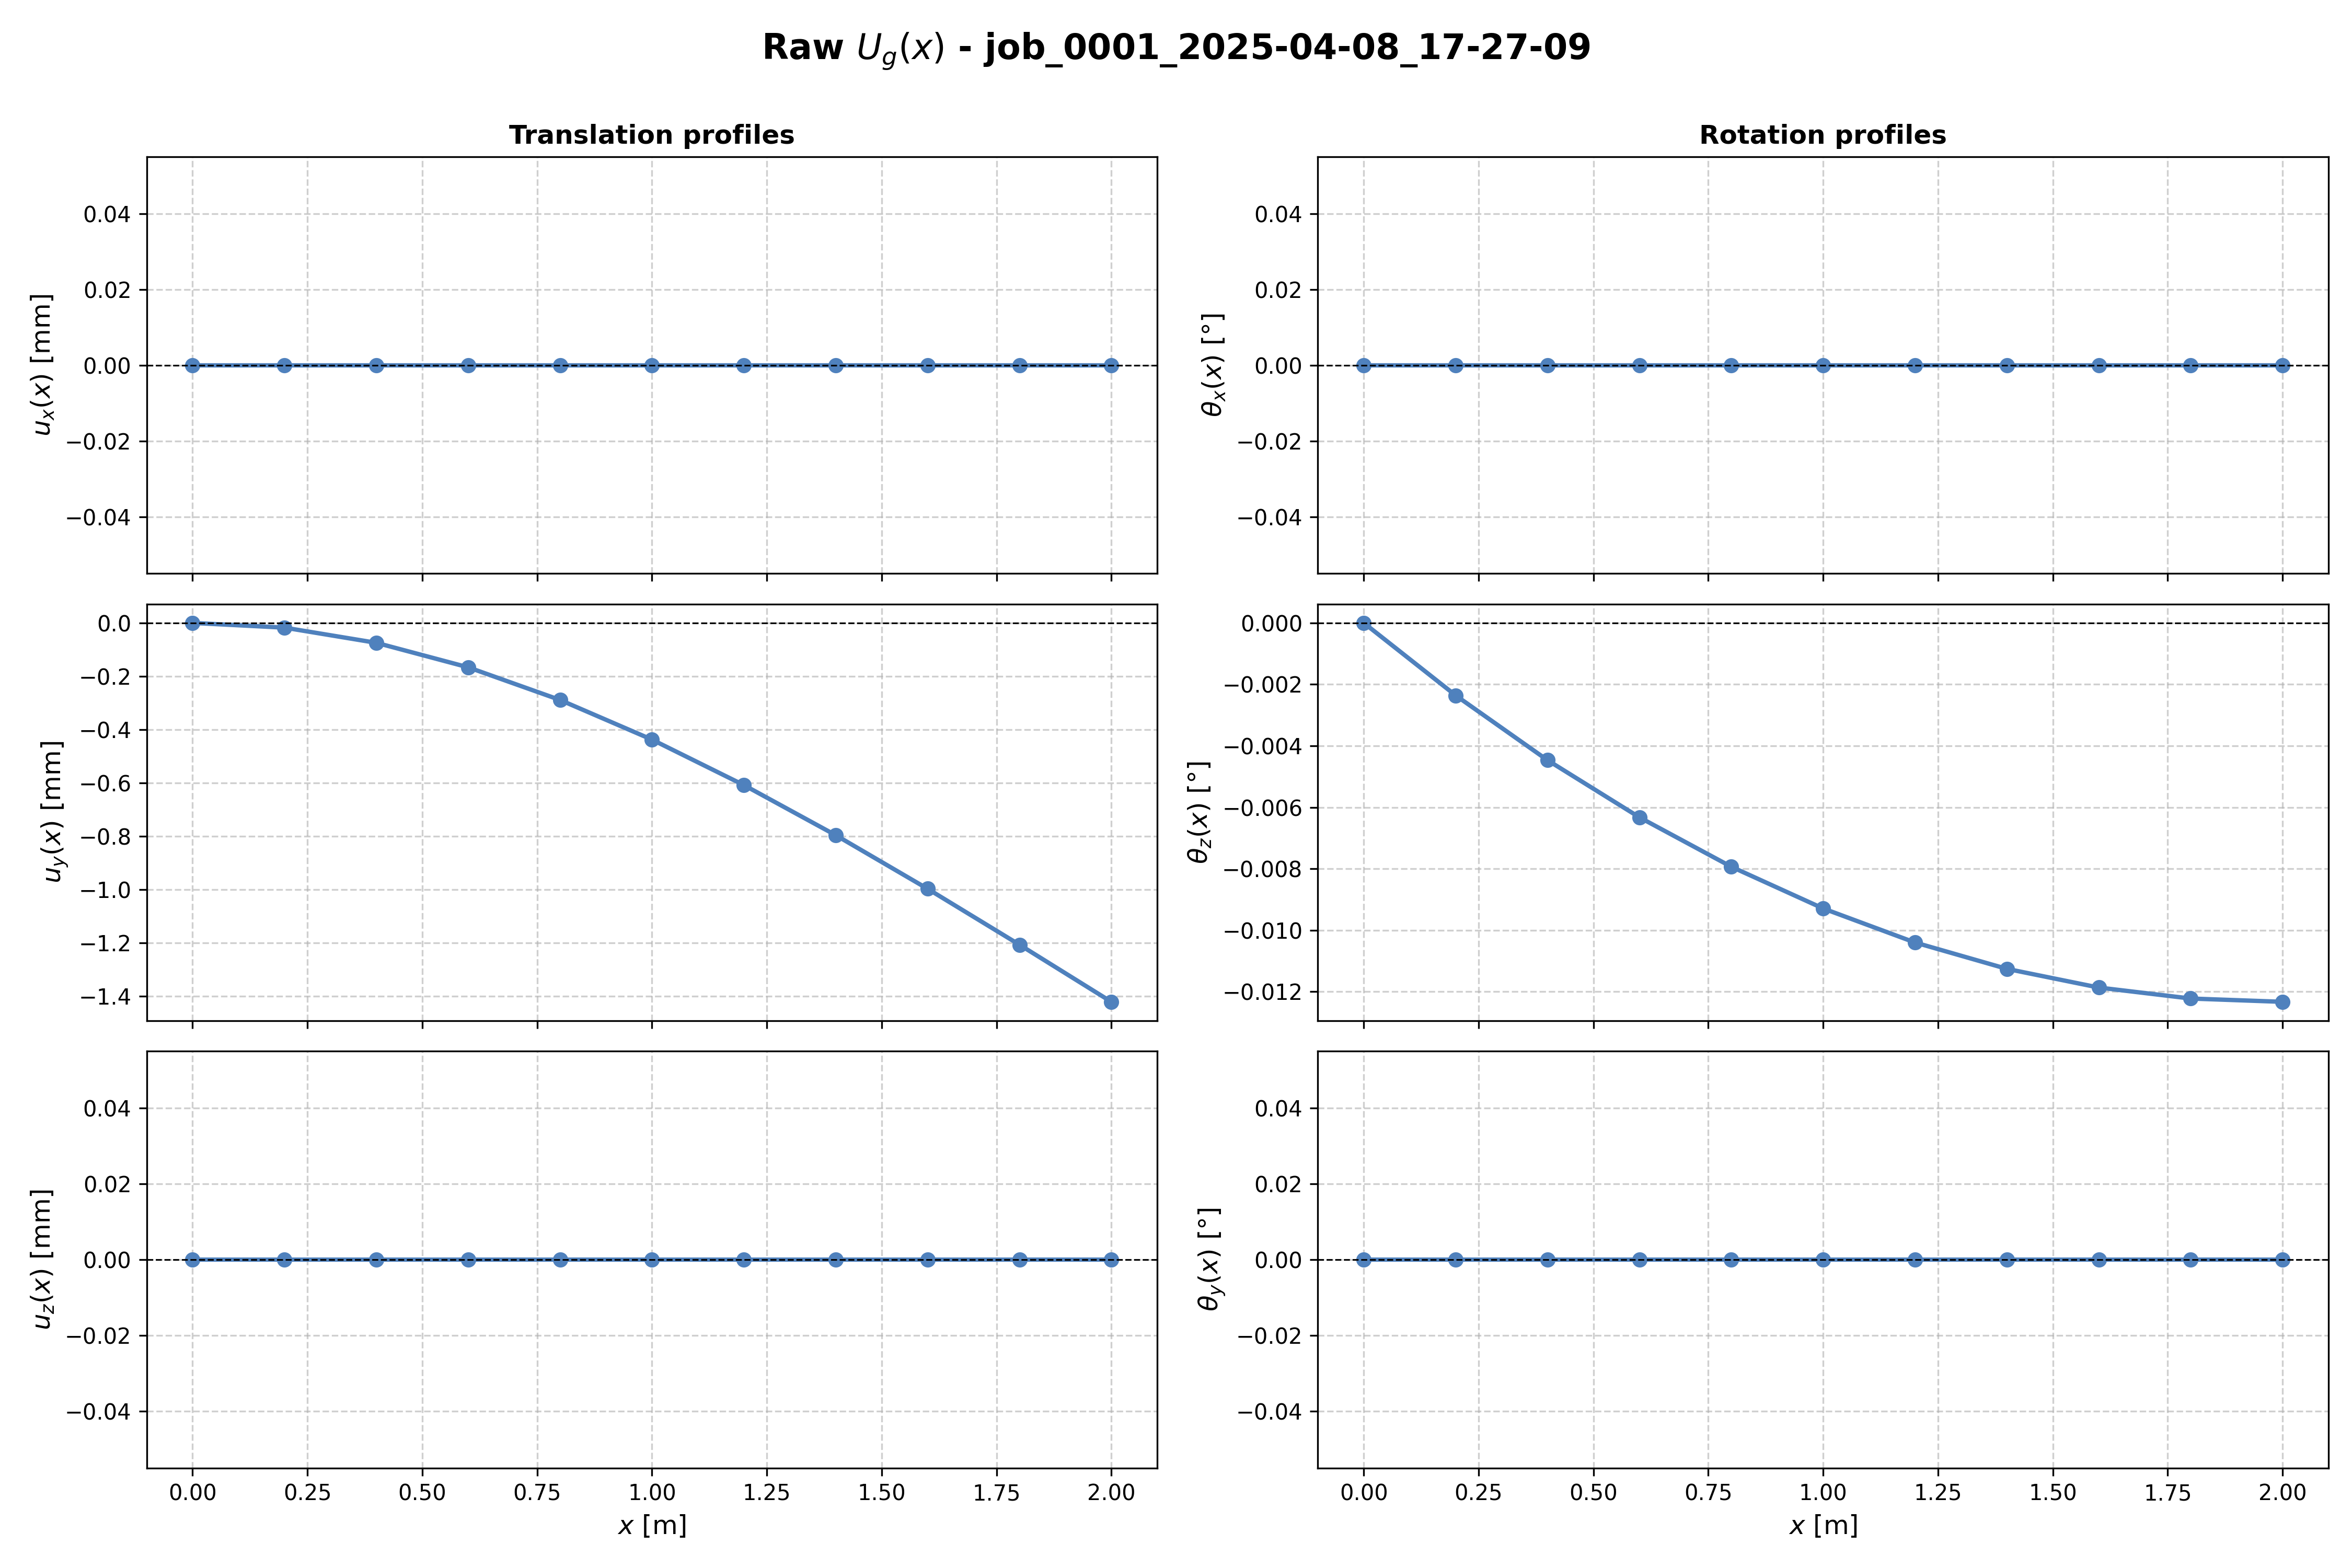 Raw U_g(x) - job_0001_2025-04-08_17-27-09
Translation profiles
Rotation profiles
u_x(x) [mm]
0.04
0.02
0.00
−0.02
−0.04
θ_x(x) [°]
0.04
0.02
0.00
−0.02
−0.04
u_y(x) [mm]
0.0
−0.2
−0.4
−0.6
−0.8
−1.0
−1.2
−1.4
θ_z(x) [°]
0.000
−0.002
−0.004
−0.006
−0.008
−0.010
−0.012
u_z(x) [mm]
0.04
0.02
0.00
−0.02
−0.04
0.00 0.25 0.50 0.75 1.00 1.25 1.50 1.75 2.00
x [m]
θ_y(x) [°]
0.04
0.02
0.00
−0.02
−0.04
0.00 0.25 0.50 0.75 1.00 1.25 1.50 1.75 2.00
x [m]